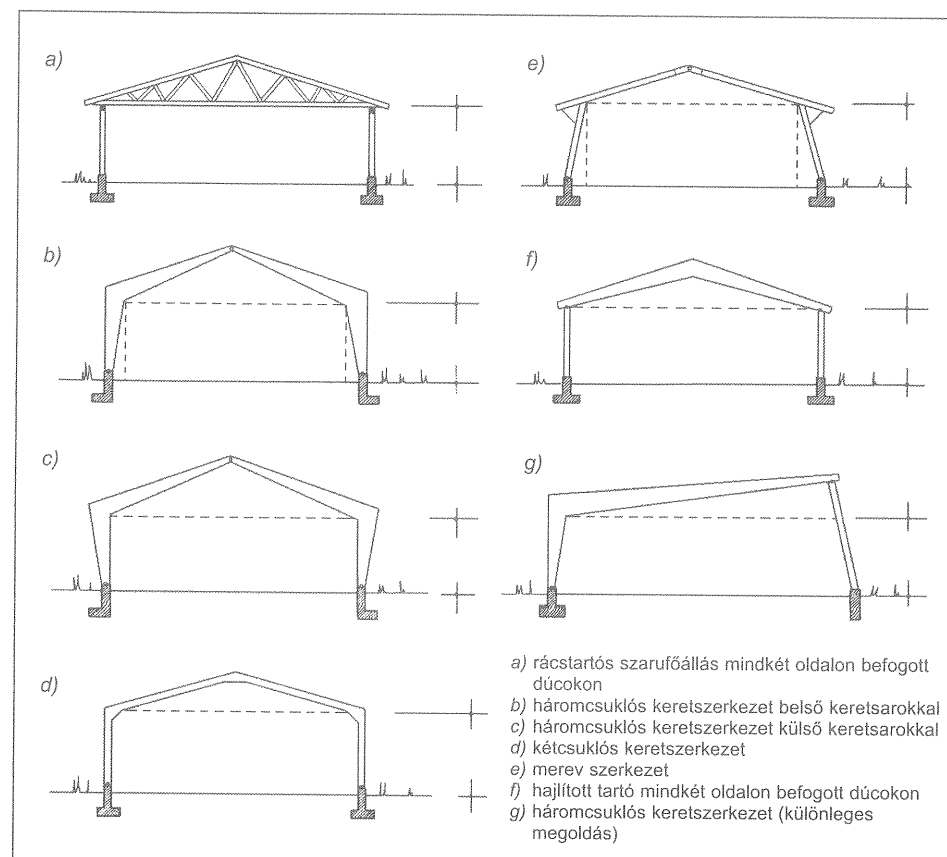 a)
e)
b)
f)
c)
g)
d)
a) rácstartós szarufőállás mindkét oldalon befogott
dúcokon
b) háromcsuklós keretszerkezet belső keretsarokkal
c) háromcsuklós keretszerkezet külső keretsarokkal
d) kétcsuklós keretszerkezet
e) merev szerkezet
f) hajlított tartó mindkét oldalon befogott dúcokon
g) háromcsuklós keretszerkezet (különleges
megoldás)